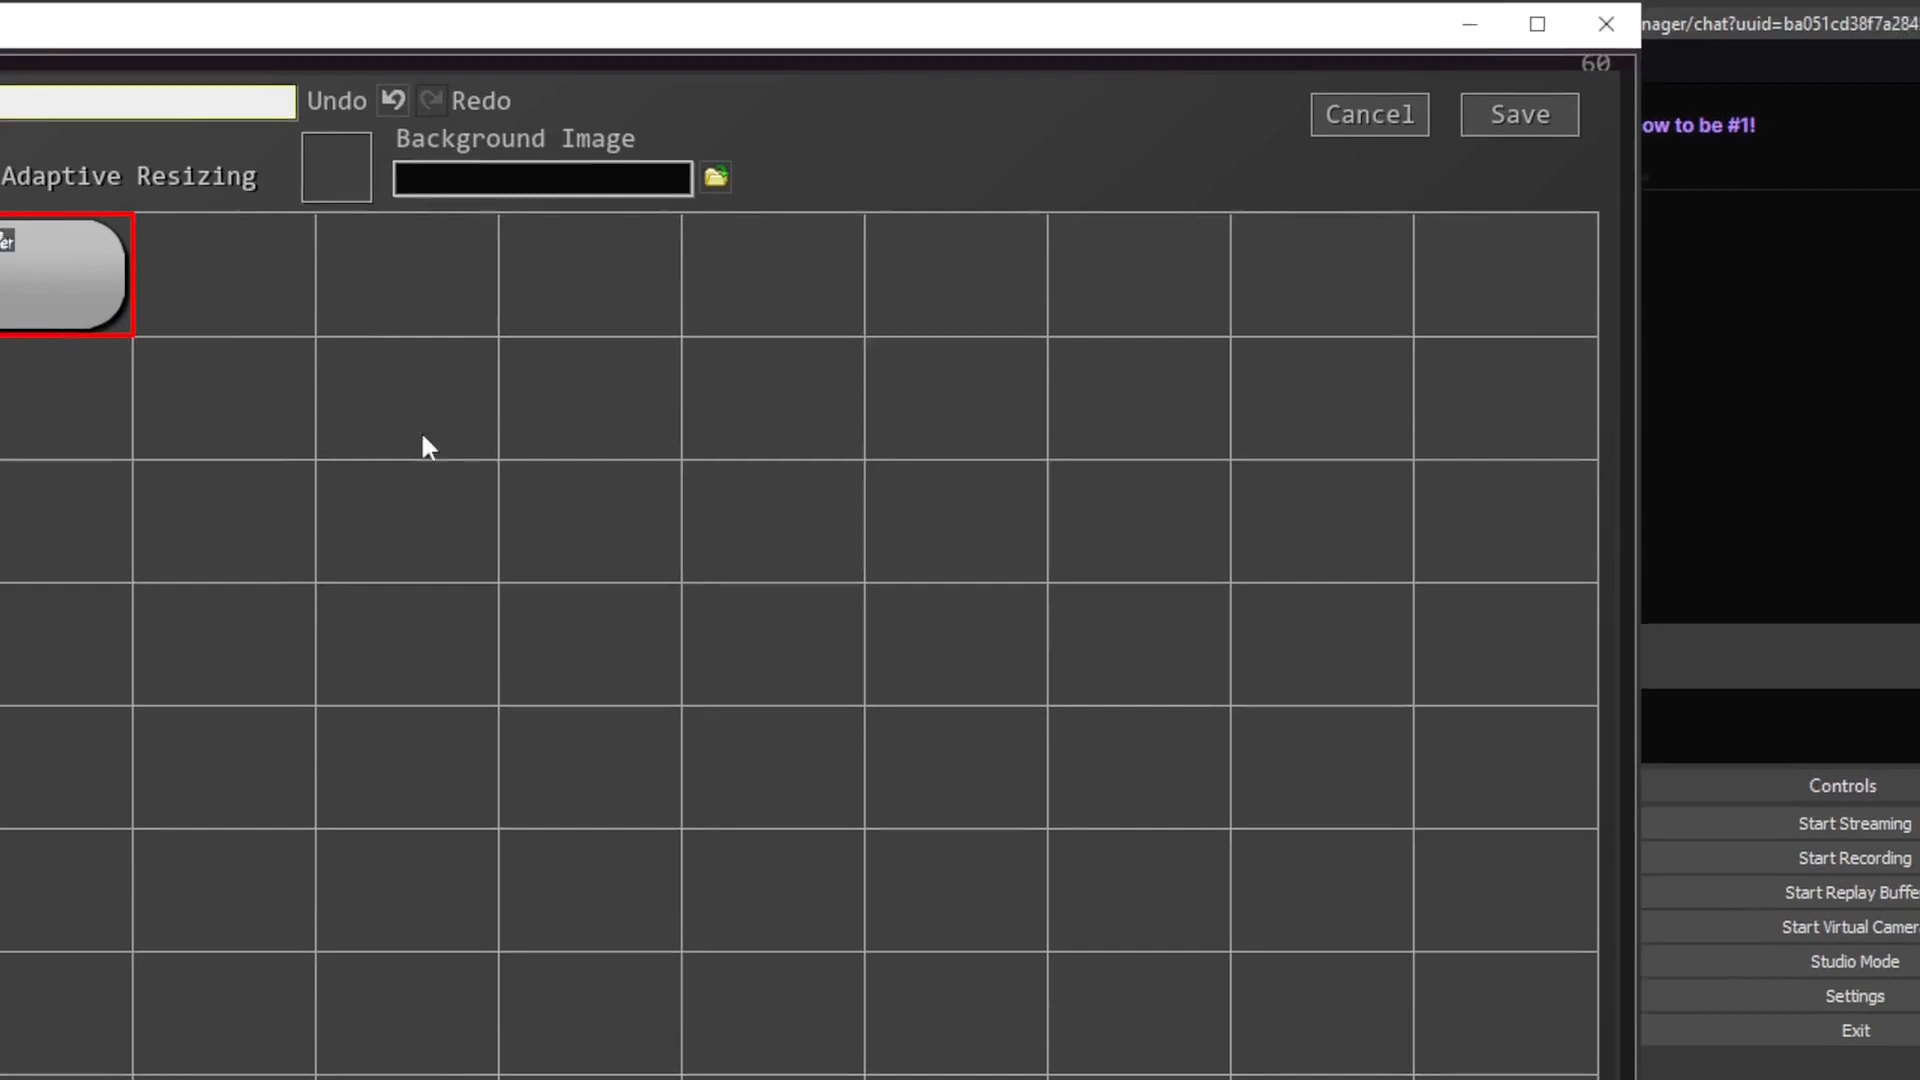 nager/chat?uuid=ba051cd38f7a284
60
Undo Redo
Cancel Save
ow to be #1!
Background Image
Adaptive Resizing
er
Controls
Start Streaming
Start Recording
Start Replay Buffe
Start Virtual Camer
Studio Mode
Settings
Exit